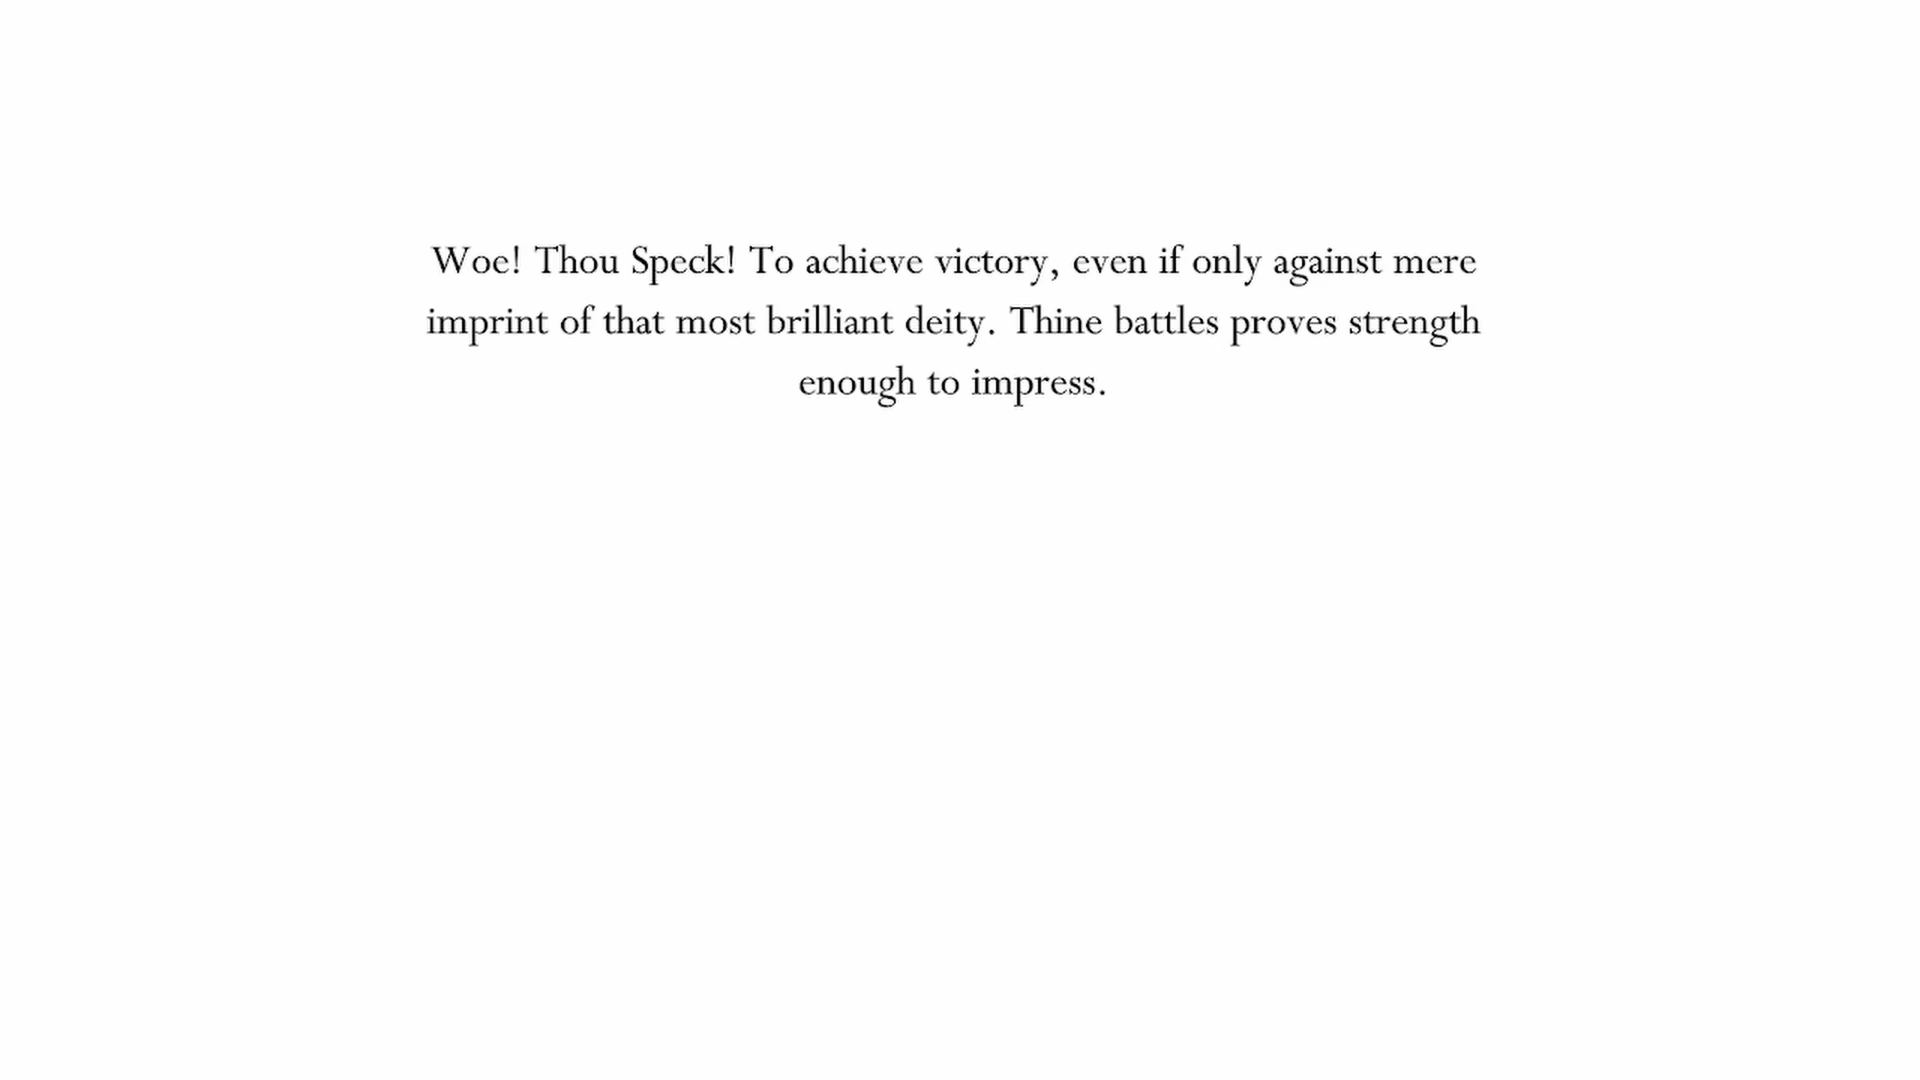 Woe! Thou Speck! To achieve victory, even if only against mere
imprint of that most brilliant deity. Thine battles proves strength
enough to impress.